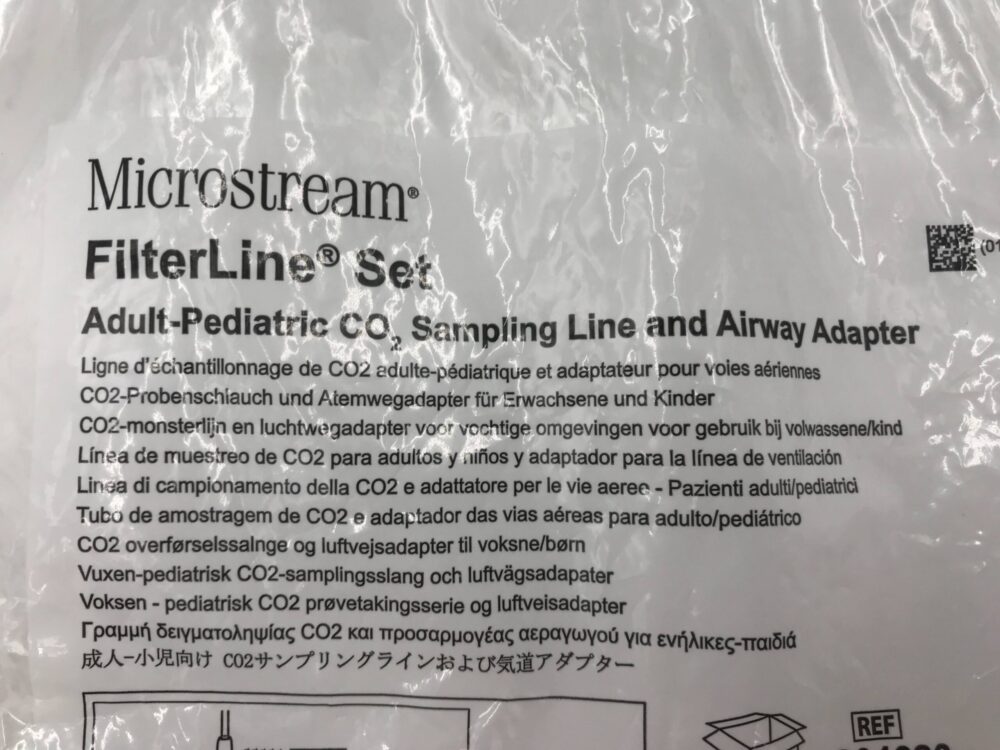 Microstream®
FilterLine® Set
(01
Adult-Pediatric CO₂ Sampling Line and Airway Adapter
Ligne d'échantillonnage de CO2 adulte-pédiatrique et adaptateur pour voies aériennes
CO2-Probenschlauch und Atemwegadapter für Erwachsene und Kinder
CO2-monsterlijn en luchtwegadapter voor vochtige omgevingen voor gebruik bij volwassene/kind
Línea de muestreo de CO2 para adultos y niños y adaptador para la línea de ventilación
Linea di campionamento della CO2 e adattatore per le vie aeree - Pazienti adulti/pediatrici
Tubo de amostragem de CO2 e adaptador das vias aéreas para adulto/pediátrico
CO2 overførselssalnge og luftvejsadapter til voksne/børn
Vuxen-pediatrisk CO2-samplingsslang och luftvägsadapater
Voksen - pediatrisk CO2 prøvetakingsserie og luftveisadapter
Γραμμή δειγματοληψίας CO2 και προσαρμογέας αεραγωγού για ενήλικες-παιδιά
成人-小児向け CO2サンプリングラインおよび気道アダプター
REF